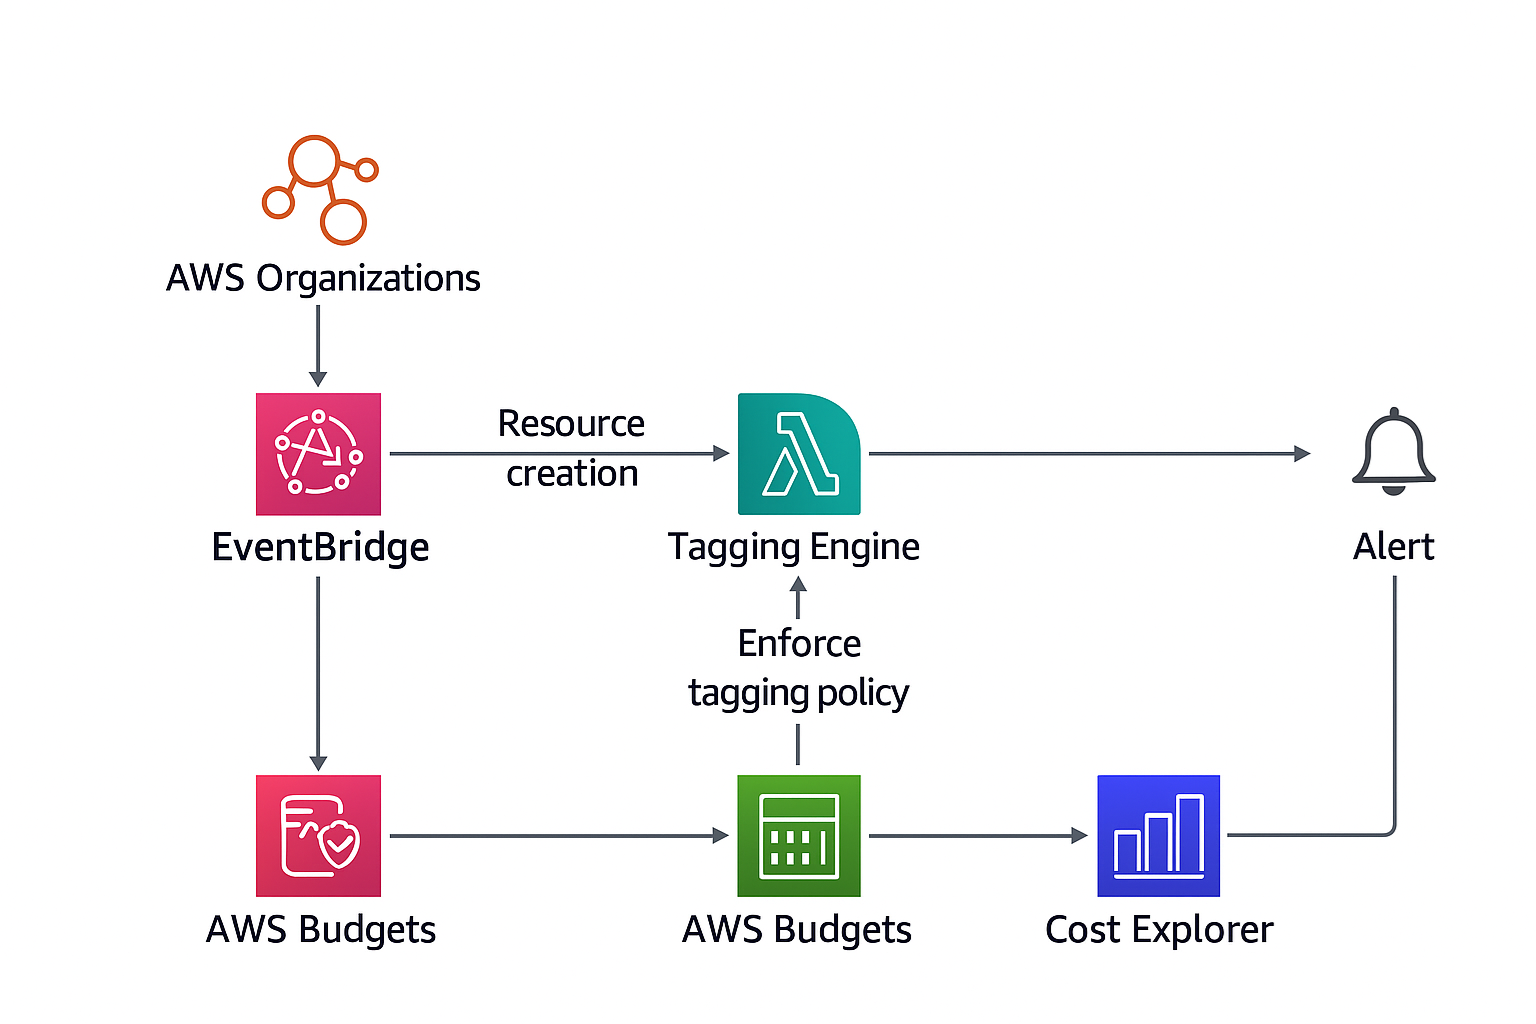 AWS Organizations
Resource
creation
EventBridge
Tagging Engine
Alert
Enforce
tagging policy
AWS Budgets
AWS Budgets
Cost Explorer